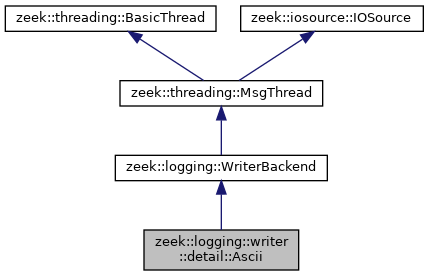 zeek::threading::BasicThread
zeek::iosource::IOSource
zeek::threading::MsgThread
zeek::logging::WriterBackend
zeek::logging::writer
::detail::Ascii